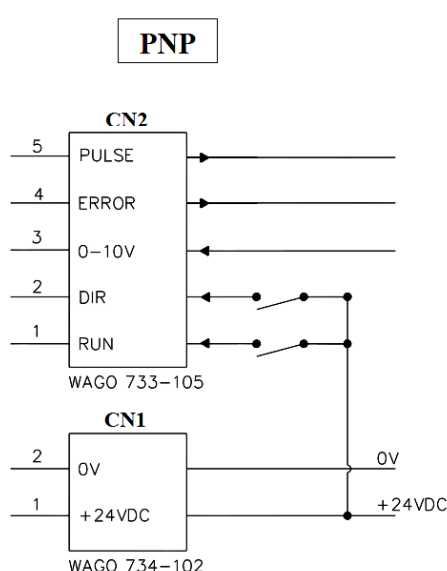 PNP
CN2
5 PULSE
4 ERROR
3 0-10V
2 DIR
1 RUN
WAGO 733-105
CN1
2 0V 0V
1 +24VDC +24VDC
WAGO 734-102